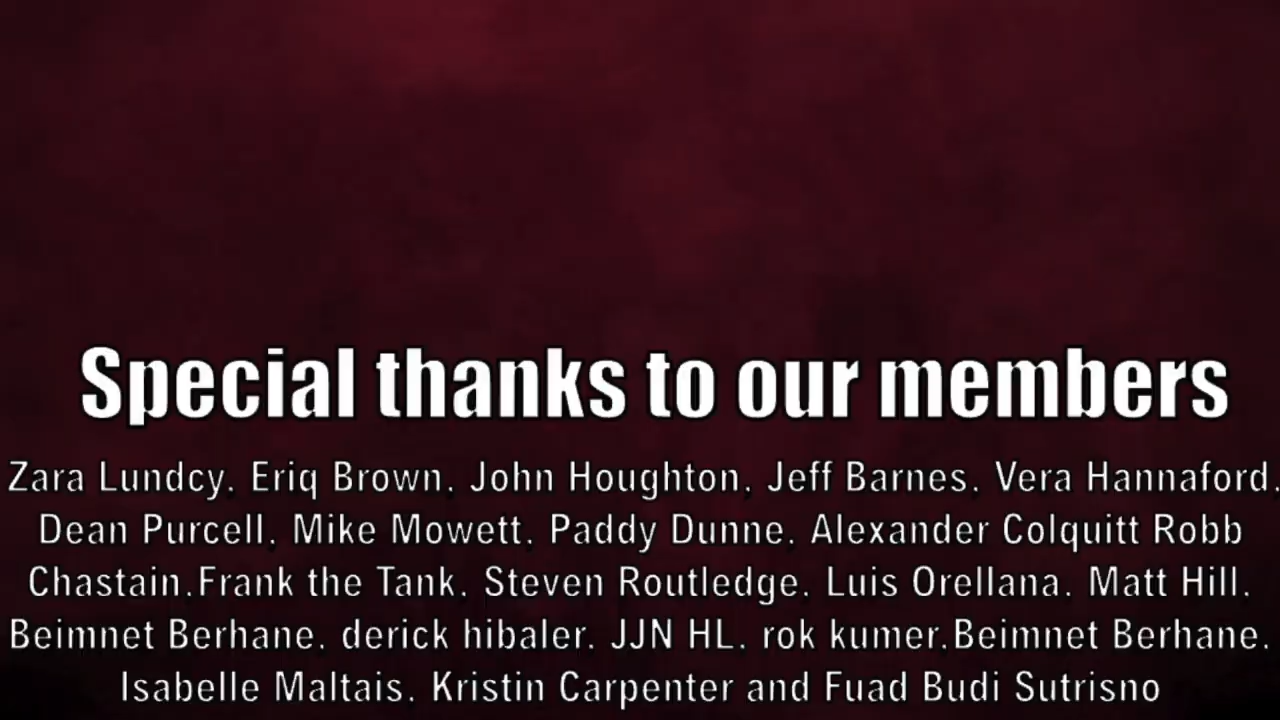 Special thanks to our members
Zara Lundcy, Eriq Brown, John Houghton, Jeff Barnes, Vera Hannaford,
Dean Purcell, Mike Mowett, Paddy Dunne, Alexander Colquitt Robb
Chastain,Frank the Tank, Steven Routledge, Luis Orellana, Matt Hill,
Beimnet Berhane, derick hibaler, JJN HL, rok kumer,Beimnet Berhane,
Isabelle Maltais, Kristin Carpenter and Fuad Budi Sutrisno